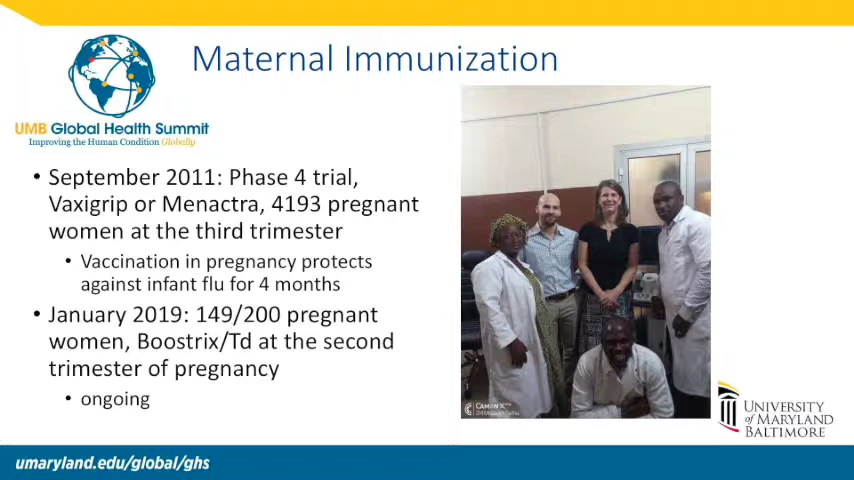 Maternal Immunization
UMB Global Health Summit
Improving the Human Condition Globally
• September 2011: Phase 4 trial,
Vaxigrip or Menactra, 4193 pregnant
women at the third trimester
• Vaccination in pregnancy protects
against infant flu for 4 months
• January 2019: 149/200 pregnant
women, Boostrix/Td at the second
trimester of pregnancy
• ongoing
UNIVERSITY
of MARYLAND
BALTIMORE
umaryland.edu/global/ghs